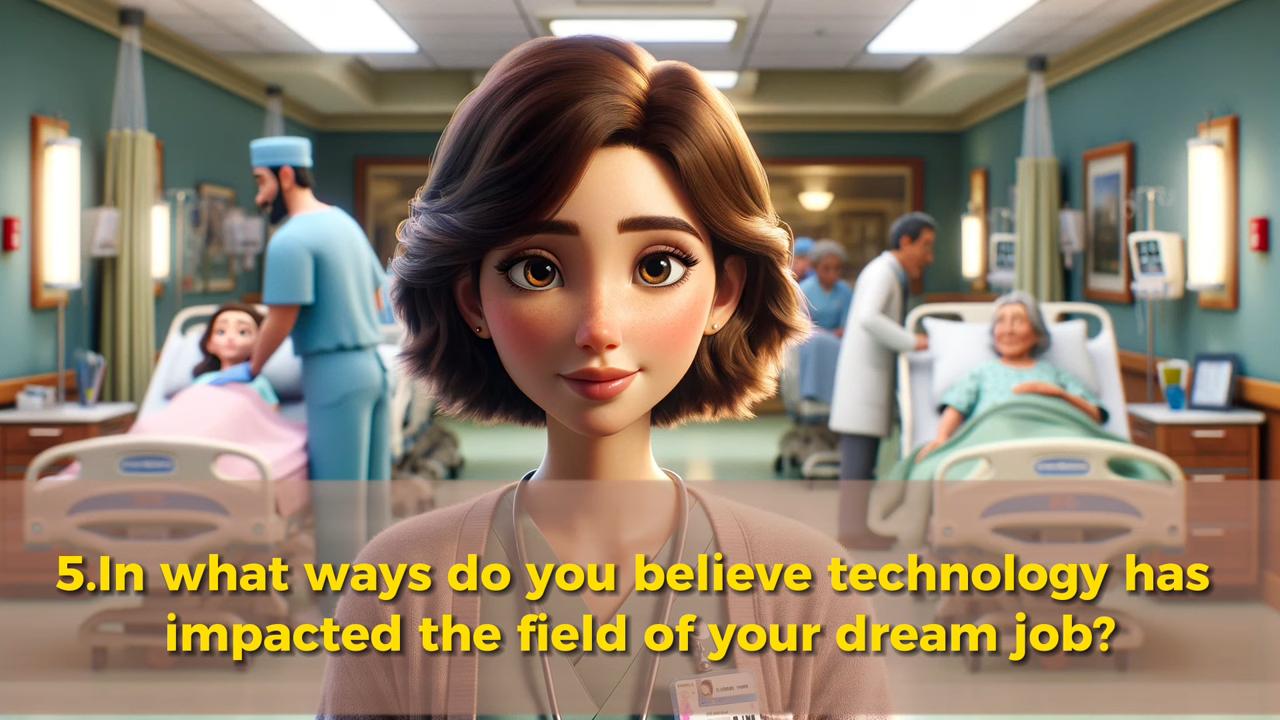 5.In what ways do you believe technology has
impacted the field of your dream job?